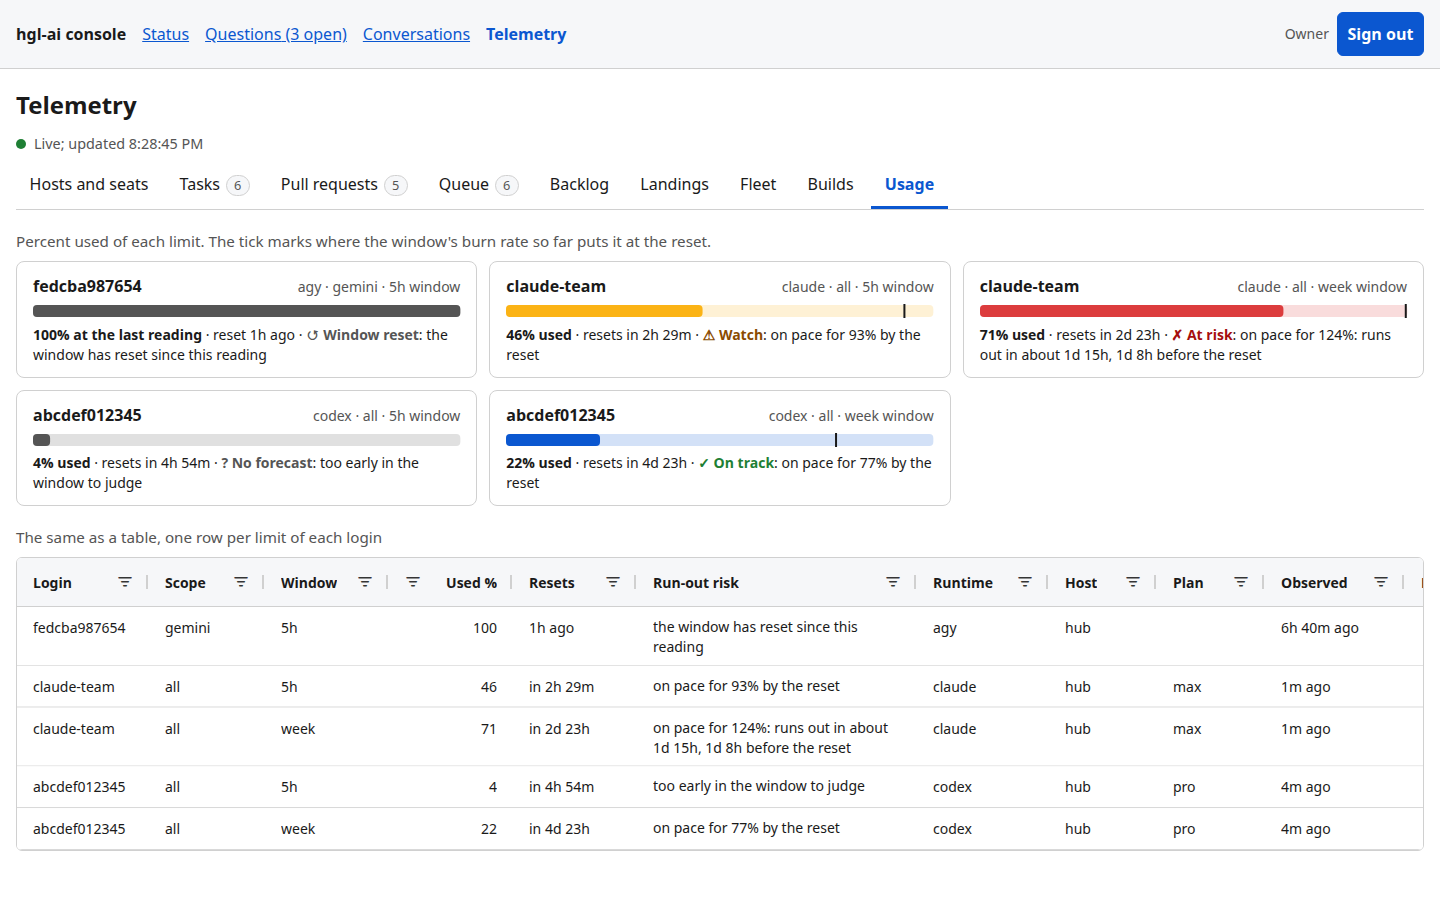 hgl-ai console Status Questions (3 open) Conversations Telemetry Owner Sign out
Telemetry
Live; updated 8:28:45 PM
Hosts and seats Tasks 6 Pull requests 5 Queue 6 Backlog Landings Fleet Builds Usage
Percent used of each limit. The tick marks where the window's burn rate so far puts it at the reset.
fedcba987654 agy · gemini · 5h window
100% at the last reading · reset 1h ago · ↺ Window reset: the
window has reset since this reading
claude-team claude · all · 5h window
46% used · resets in 2h 29m · ⚠ Watch: on pace for 93% by the
reset
claude-team claude · all · week window
71% used · resets in 2d 23h · ✗ At risk: on pace for 124%: runs
out in about 1d 15h, 1d 8h before the reset
abcdef012345 codex · all · 5h window
4% used · resets in 4h 54m · ? No forecast: too early in the
window to judge
abcdef012345 codex · all · week window
22% used · resets in 4d 23h · ✓ On track: on pace for 77% by the
reset
The same as a table, one row per limit of each login
Login Scope Window Used % Resets Run-out risk Runtime Host Plan Observed
fedcba987654 gemini 5h 100 1h ago the window has reset since this
reading agy hub 6h 40m ago
claude-team all 5h 46 in 2h 29m on pace for 93% by the reset claude hub max 1m ago
claude-team all week 71 in 2d 23h on pace for 124%: runs out in about
1d 15h, 1d 8h before the reset claude hub max 1m ago
abcdef012345 all 5h 4 in 4h 54m too early in the window to judge codex hub pro 4m ago
abcdef012345 all week 22 in 4d 23h on pace for 77% by the reset codex hub pro 4m ago